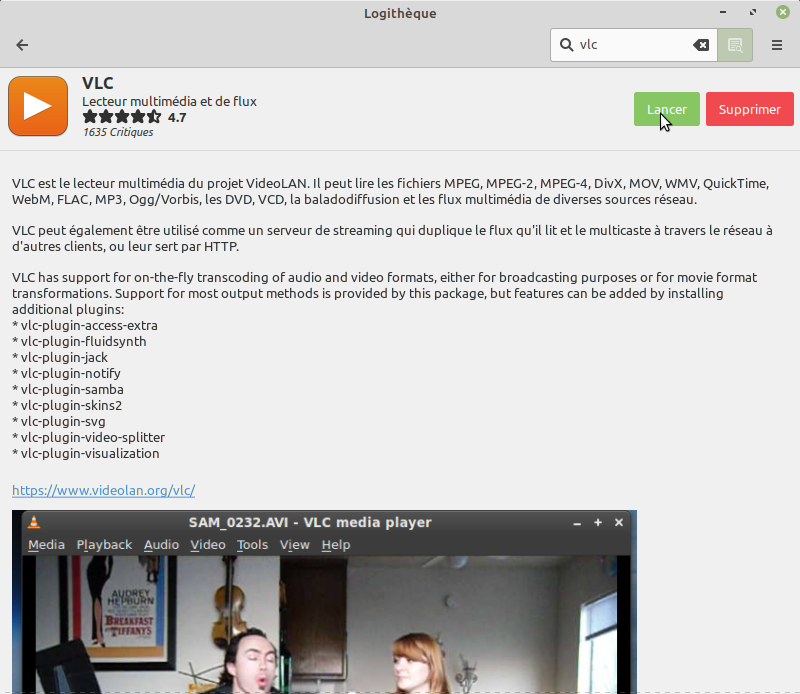 Logithèque
vlc
VLC
Lecteur multimédia et de flux
4.7
1635 Critiques
Lancer
Supprimer
VLC est le lecteur multimédia du projet VideoLAN. Il peut lire les fichiers MPEG, MPEG-2, MPEG-4, DivX, MOV, WMV, QuickTime,
WebM, FLAC, MP3, Ogg/Vorbis, les DVD, VCD, la baladodiffusion et les flux multimédia de diverses sources réseau.
VLC peut également être utilisé comme un serveur de streaming qui duplique le flux qu'il lit et le multicaste à travers le réseau à
d'autres clients, ou leur sert par HTTP.
VLC has support for on-the-fly transcoding of audio and video formats, either for broadcasting purposes or for movie format
transformations. Support for most output methods is provided by this package, but features can be added by installing
additional plugins:
* vlc-plugin-access-extra
* vlc-plugin-fluidsynth
* vlc-plugin-jack
* vlc-plugin-notify
* vlc-plugin-samba
* vlc-plugin-skins2
* vlc-plugin-svg
* vlc-plugin-video-splitter
* vlc-plugin-visualization
https://www.videolan.org/vlc/
SAM_0232.AVI - VLC media player
Media Playback Audio Video Tools View Help
AUDREY
HEPBURN
BREAKFAST
TIFFANY'S